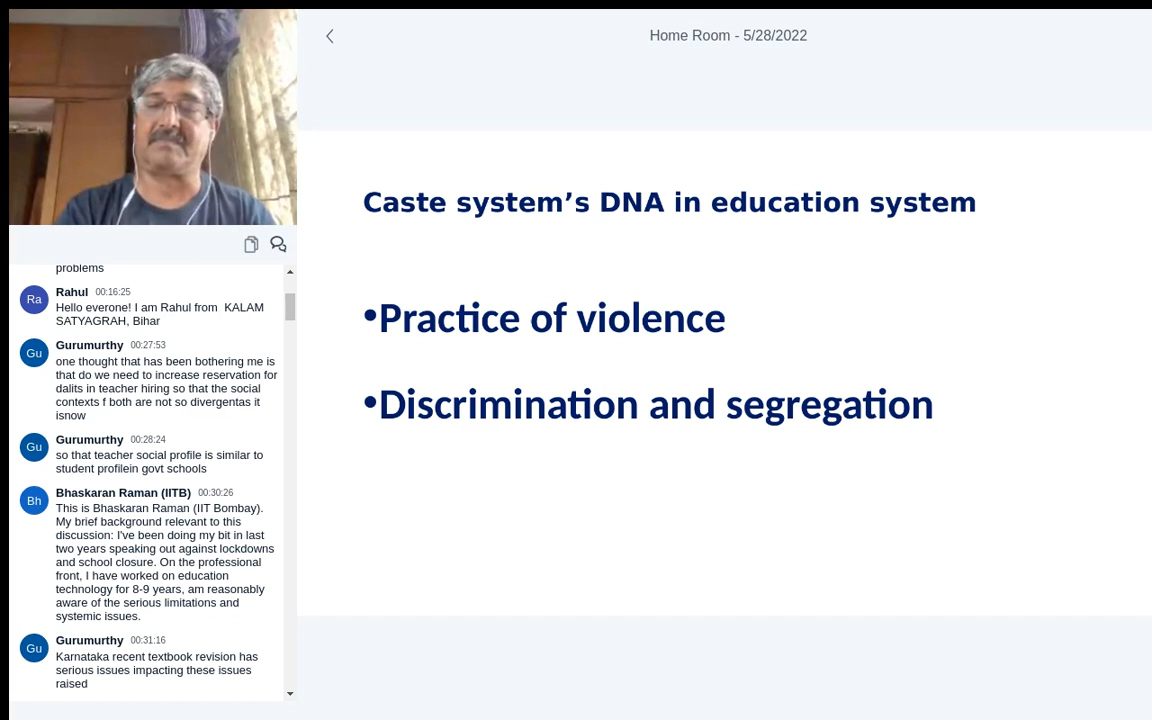 Home Room - 5/28/2022
problems
Ra
Rahul 00:16:25
Hello everone! I am Rahul from  KALAM
SATYAGRAH, Bihar
Gu
Gurumurthy 00:27:53
one thought that has been bothering me is
that do we need to increase reservation for
dalits in teacher hiring so that the social
contexts f both are not so divergentas it
isnow
Gu
Gurumurthy 00:28:24
so that teacher social profile is similar to
student profilein govt schools
Bh
Bhaskaran Raman (IITB) 00:30:26
This is Bhaskaran Raman (IIT Bombay).
My brief background relevant to this
discussion: I've been doing my bit in last
two years speaking out against lockdowns
and school closure. On the professional
front, I have worked on education
technology for 8-9 years, am reasonably
aware of the serious limitations and
systemic issues.
Gu
Gurumurthy 00:31:16
Karnataka recent textbook revision has
serious issues impacting these issues
raised
Caste system’s DNA in education system
•Practice of violence
•Discrimination and segregation